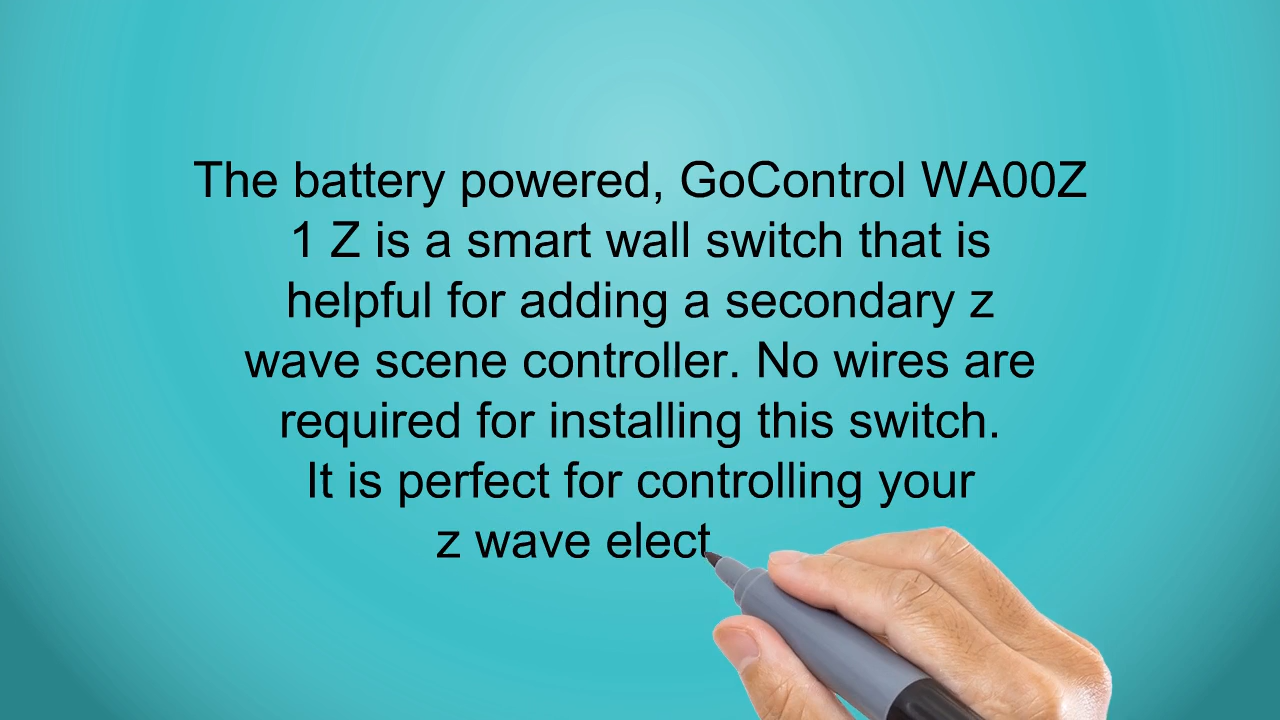 The battery powered, GoControl WA00Z
1 Z is a smart wall switch that is
helpful for adding a secondary z
wave scene controller. No wires are
required for installing this switch.
It is perfect for controlling your
z wave elect